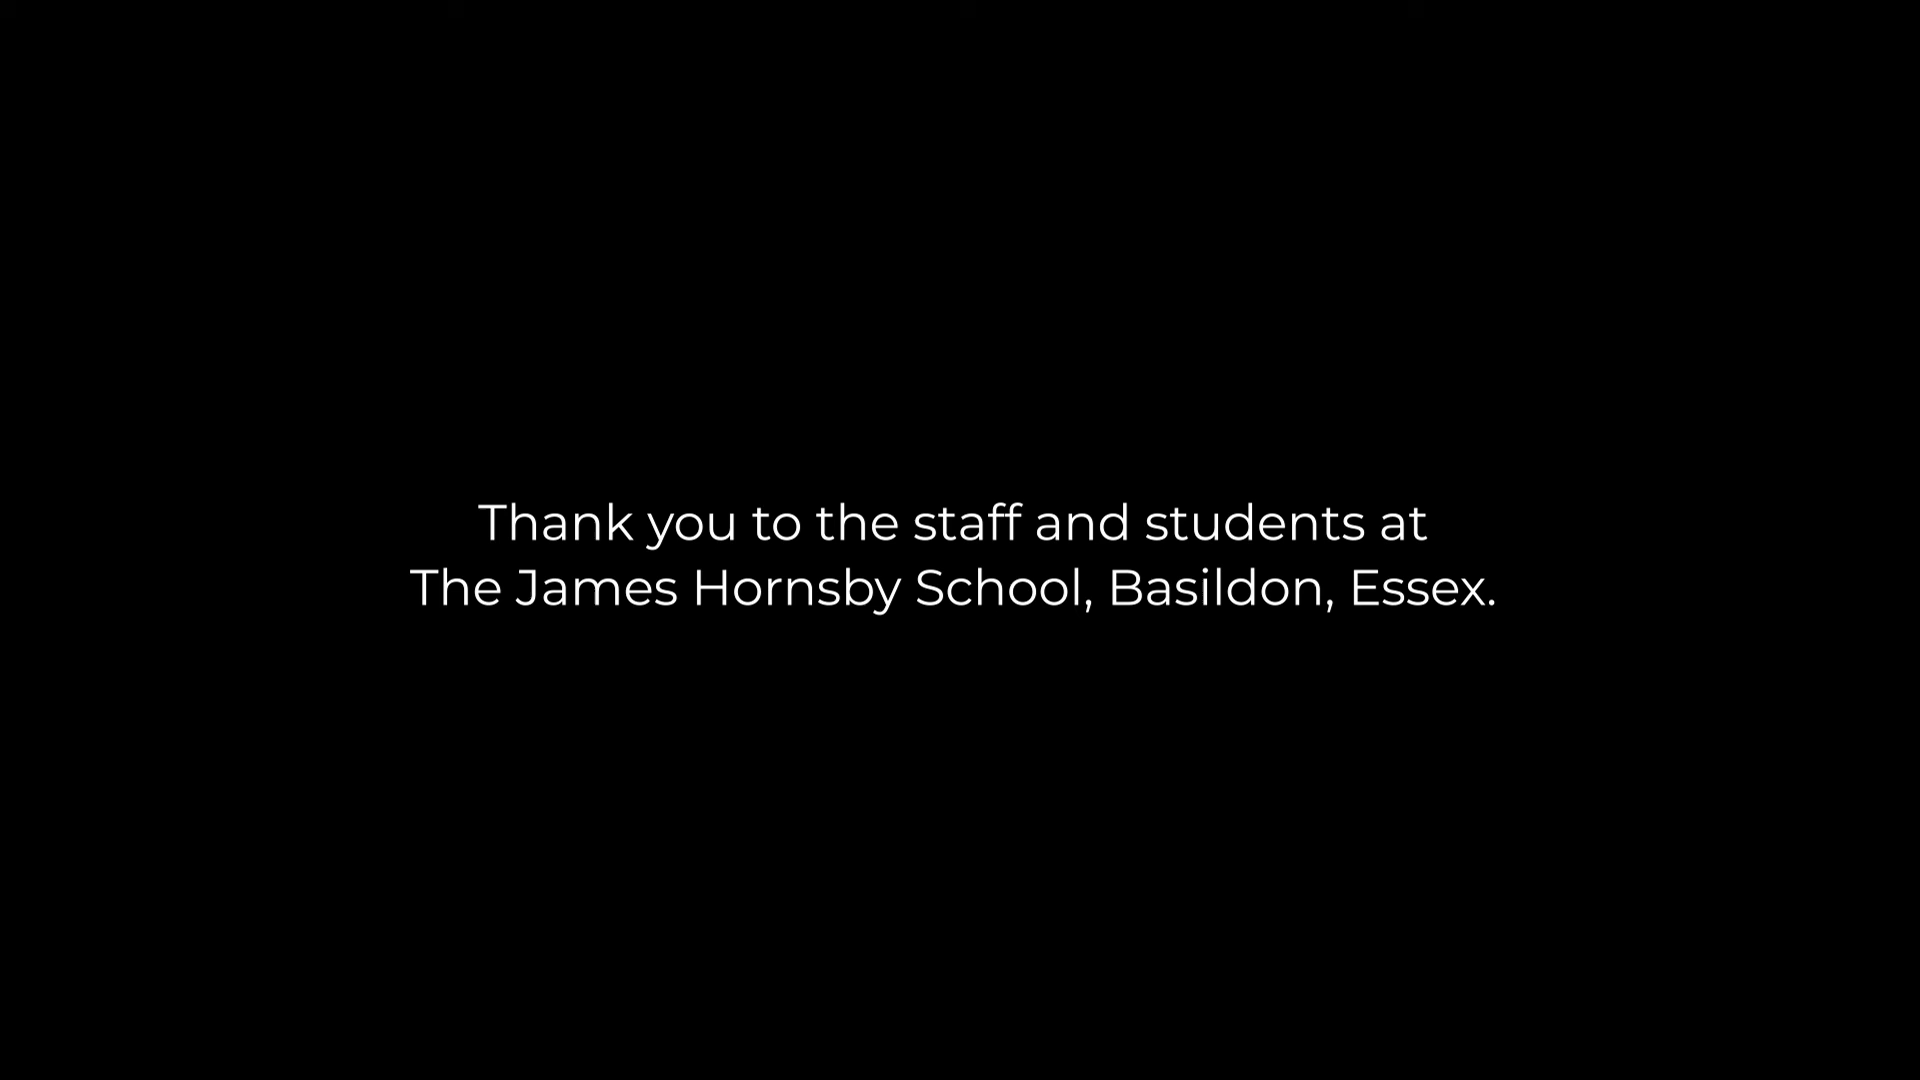 Thank you to the staff and students at
The James Hornsby School, Basildon, Essex.